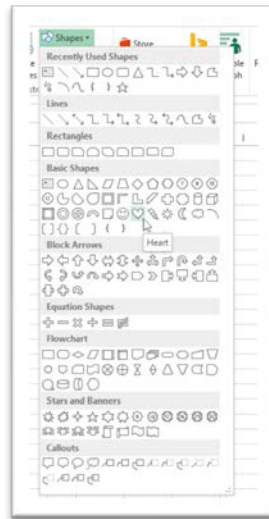 Shapes
Store
Recently Used Shapes
Lines
Rectangles
Basic Shapes
Heart
Block Arrows
Equation Shapes
Flowchart
Stars and Banners
Callouts